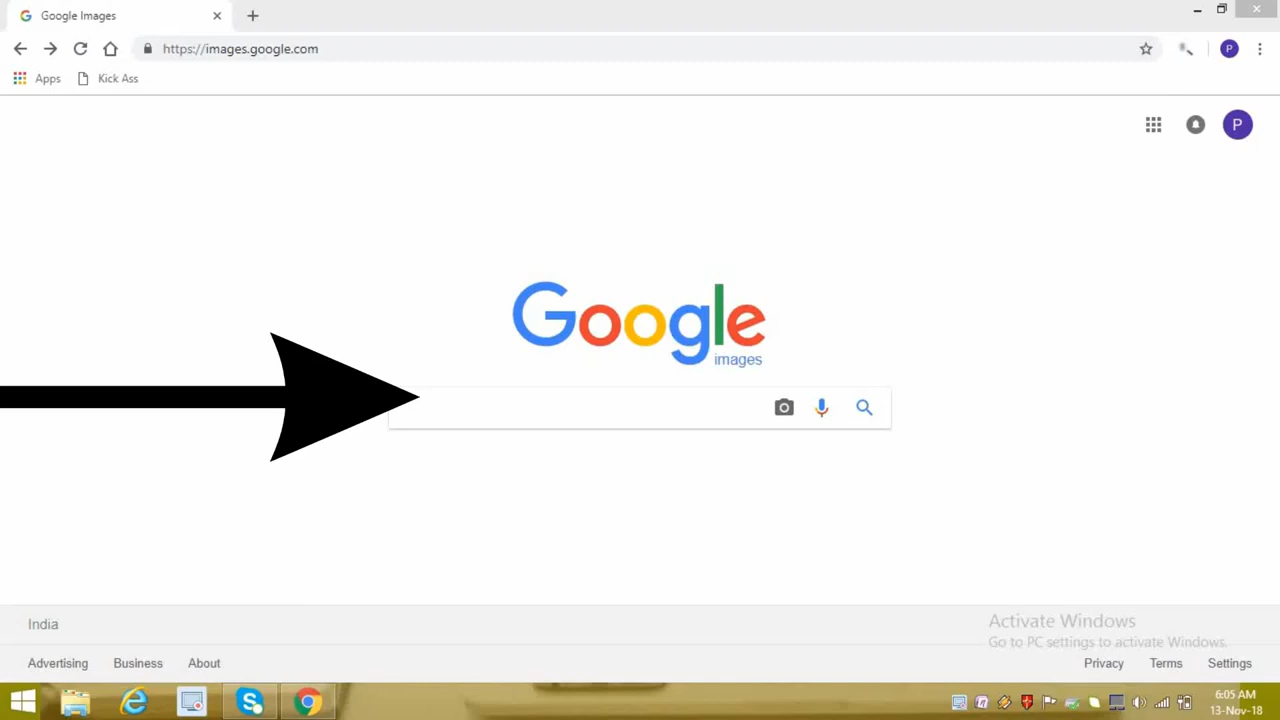 Google Images
https://images.google.com
P
Apps
Kick Ass
P
Google
images
India
Activate Windows
Go to PC settings to activate Windows.
Advertising
Business
About
Privacy
Terms
Settings
6:05 AM
13-Nov-18